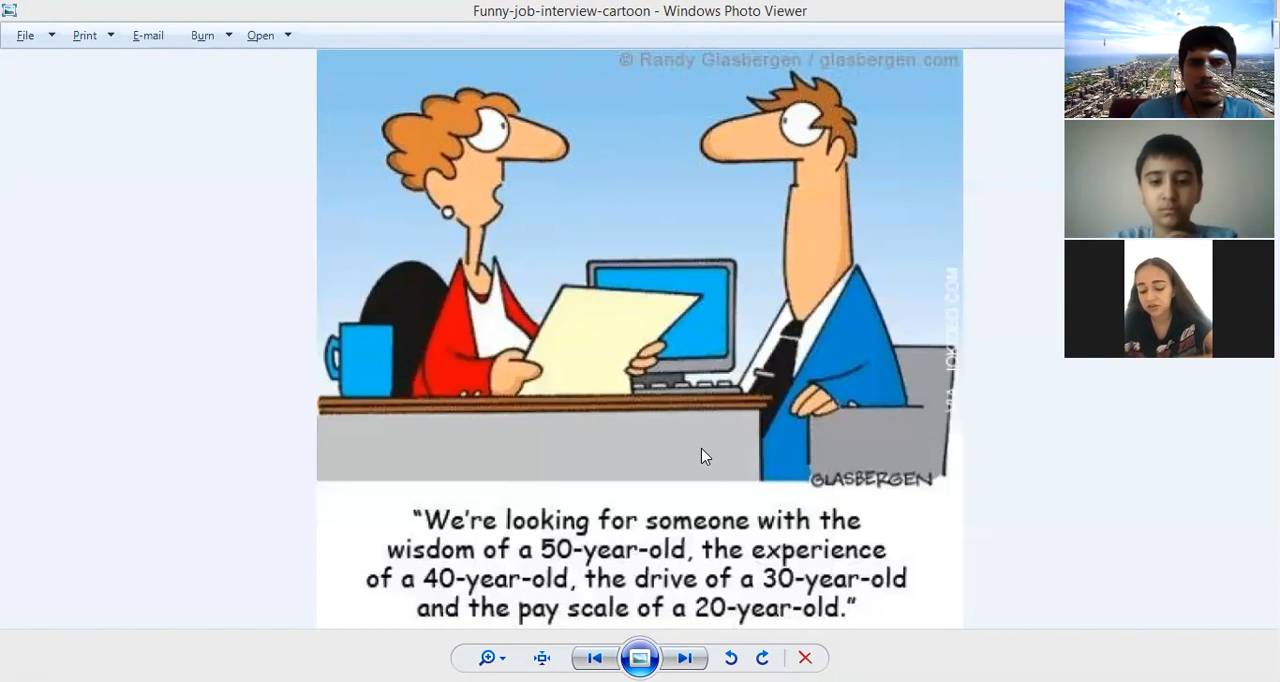 Funny-job-interview-cartoon - Windows Photo Viewer
File Print E-mail Burn Open
© Randy Glasbergen / glasbergen.com
GLASBERGEN
“We’re looking for someone with the
wisdom of a 50-year-old, the experience
of a 40-year-old, the drive of a 30-year-old
and the pay scale of a 20-year-old.”